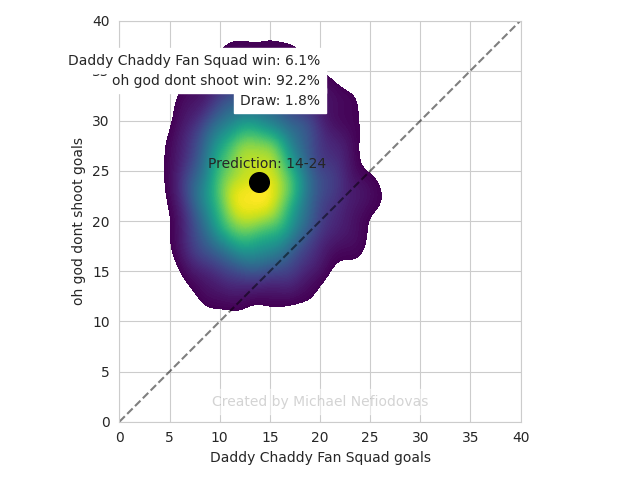 40
Daddy Chaddy Fan Squad win: 6.1%
oh god dont shoot win: 92.2%
Draw: 1.8%
30
Prediction: 14-24
25
20
15
10
5
0
oh god dont shoot goals
Created by Michael Nefiodovas
0 5 10 15 20 25 30 35 40
Daddy Chaddy Fan Squad goals